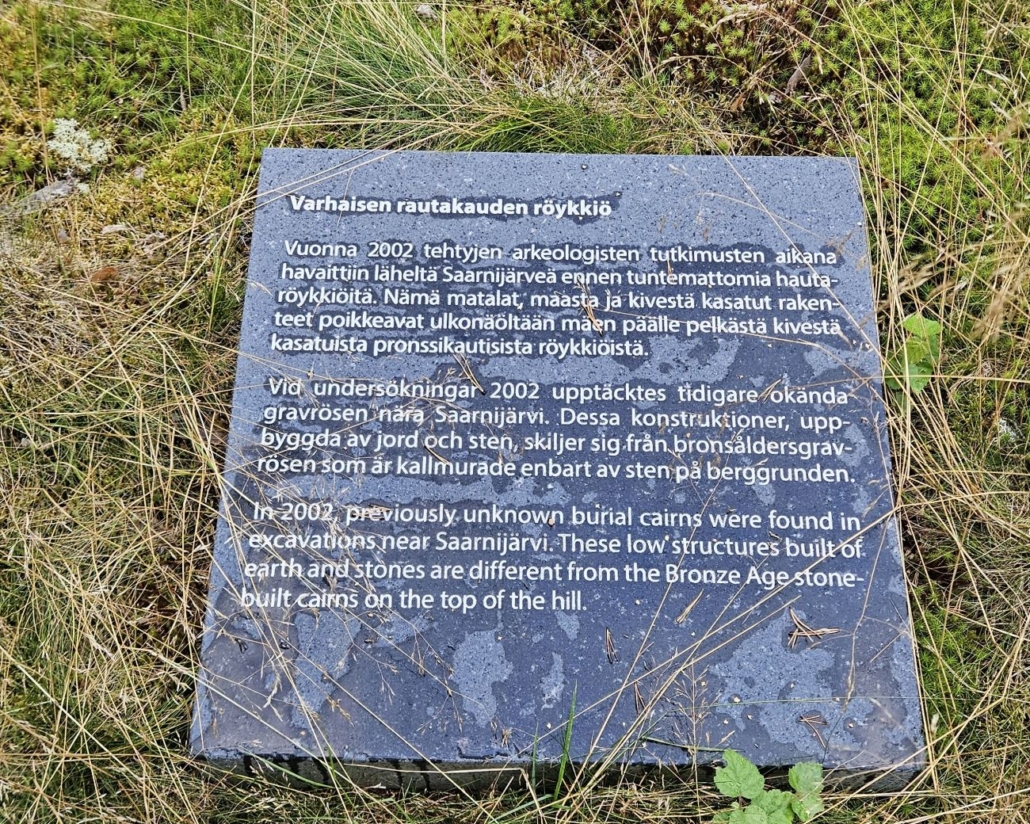 Varhaisen rautakauden röykkiö
Vuonna 2002 tehtyjen arkeologisten tutkimusten aikana
havaittiin läheltä Saarnijärveä ennen tuntemattomia hauta-
röykkiöitä. Nämä matalat, maasta ja kivestä kasatut raken-
teet poikkeavat ulkonäöltään mäen päälle pelkästä kivestä
kasatuista pronssikautisista röykkiöistä.
Vid undersökningar 2002 upptäcktes tidigare okända
gravrösen nära Saarnijärvi. Dessa konstruktioner, upp-
byggda av jord och sten, skiljer sig från bronsåldersgrav-
rösen som är kallmurade enbart av sten på berggrunden.
In 2002, previously unknown burial cairns were found in
excavations near Saarnijärvi. These low structures built of
earth and stones are different from the Bronze Age stone-
built cairns on the top of the hill.